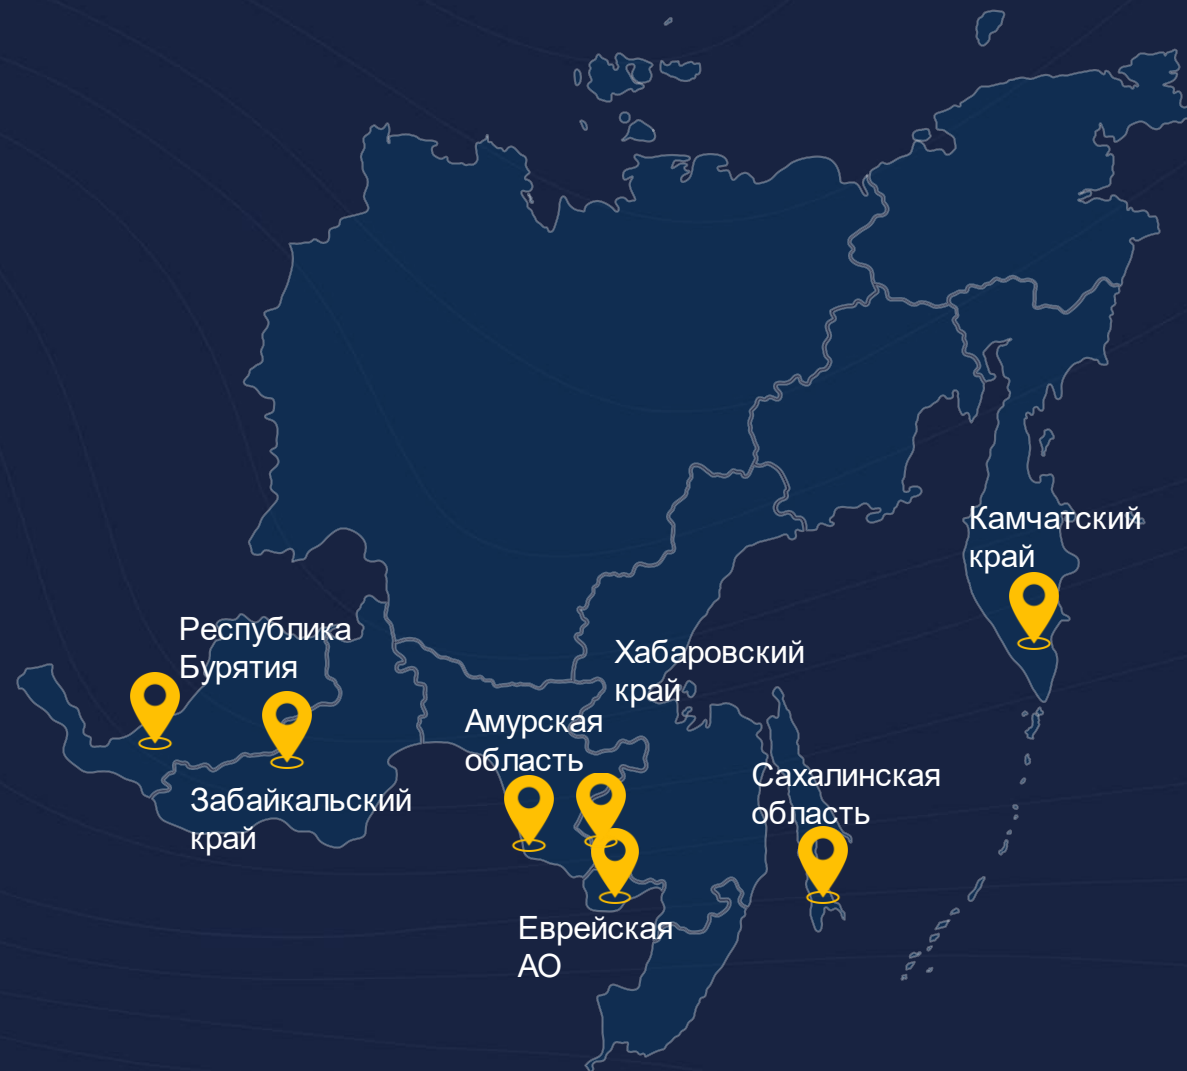 Камчатский
край
Республика
Бурятия
Хабаровский
край
Амурская
область
Сахалинская
область
Забайкальский
край
Еврейская
АО